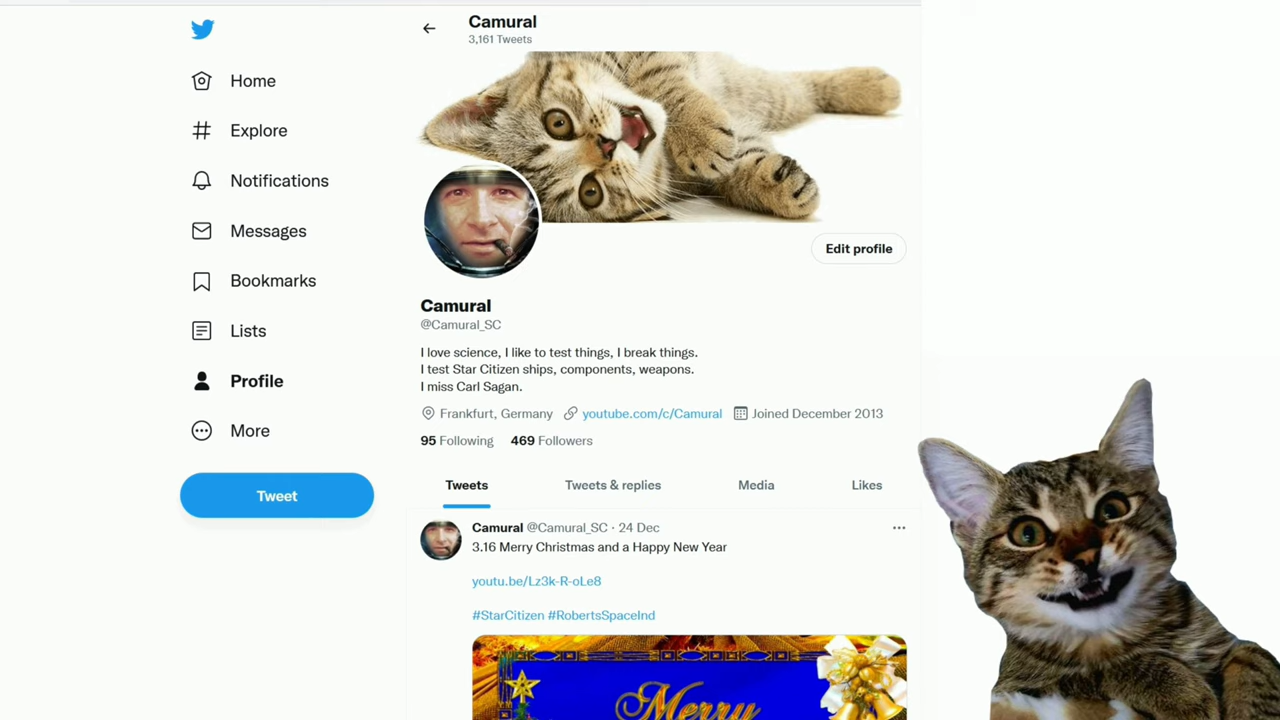 Camural
3,161 Tweets
Home
Explore
Notifications
Messages
Bookmarks
Lists
Profile
More
Tweet
Edit profile
Camural
@Camural_SC
I love science, I like to test things, I break things.
I test Star Citizen ships, components, weapons.
I miss Carl Sagan.
Frankfurt, Germany youtube.com/c/Camural Joined December 2013
95 Following 469 Followers
Tweets Tweets & replies Media Likes
Camural @Camural_SC · 24 Dec
3.16 Merry Christmas and a Happy New Year
youtu.be/Lz3k-R-oLe8
#StarCitizen #RobertsSpaceInd
Merry